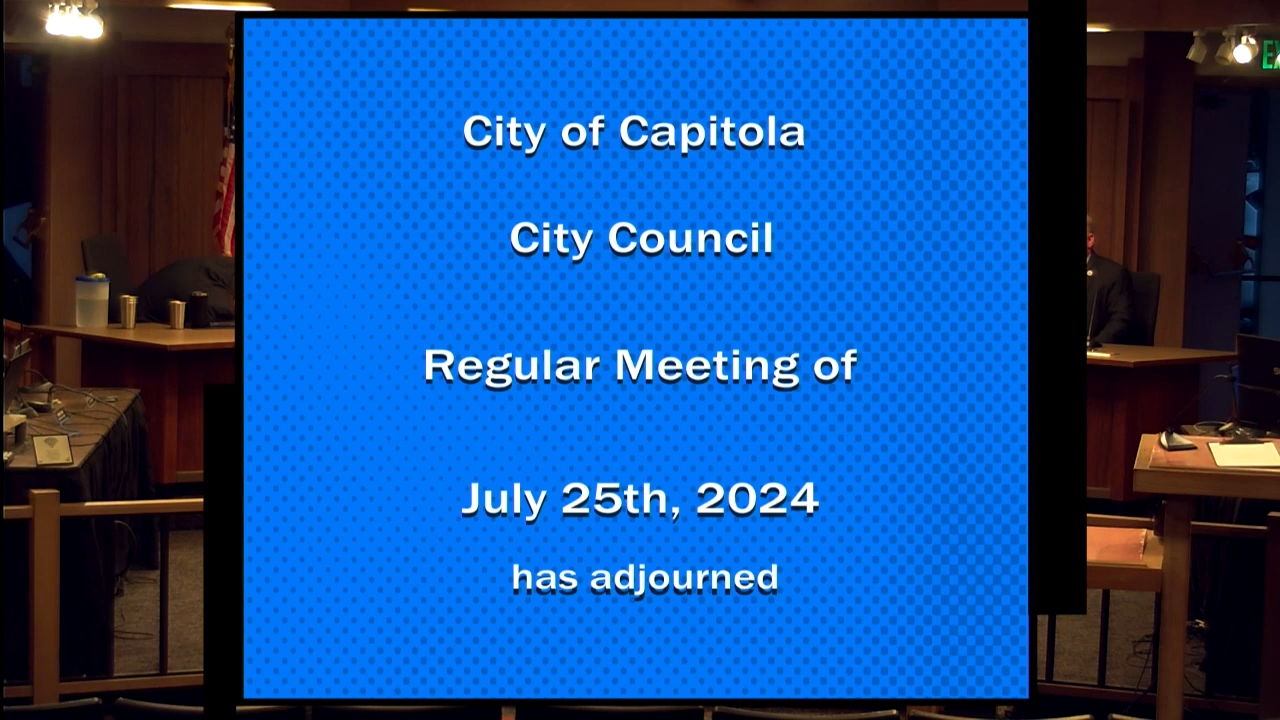 City of Capitola
City Council
Regular Meeting of
July 25th, 2024
has adjourned